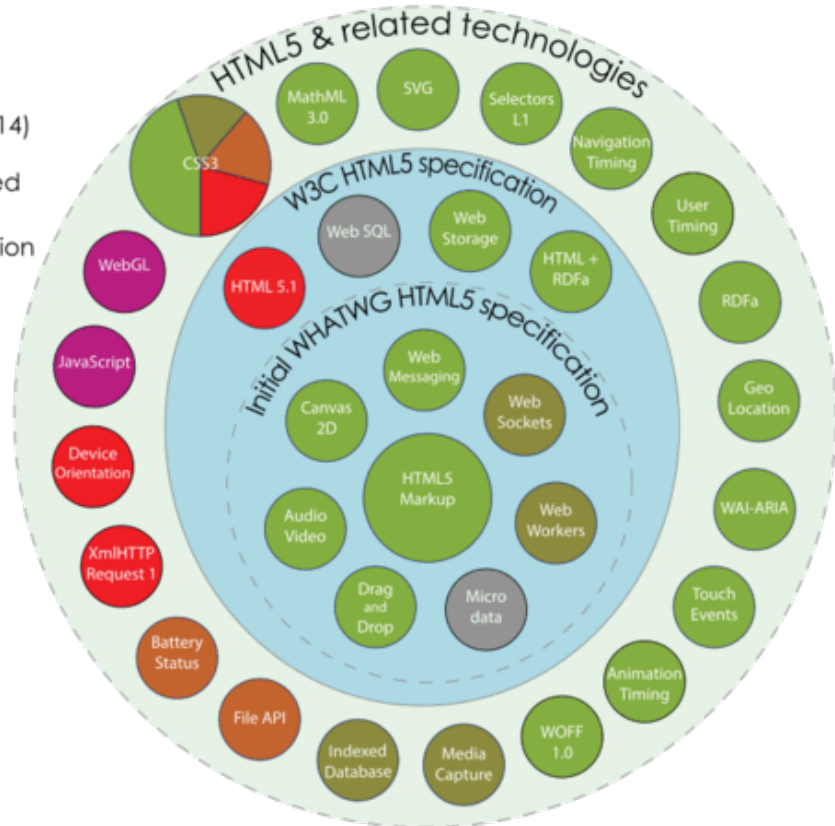 HTML5 & related technologies
14)
ed
ion
CSS3
MathML
3.0
SVG
Selectors
L1
Navigation
Timing
User
Timing
RDFa
Geo
Location
WAI-ARIA
Touch
Events
Animation
Timing
WOFF
1.0
Media
Capture
Indexed
Database
File API
Battery
Status
XmlHTTP
Request 1
Device
Orientation
JavaScript
WebGL
W3C HTML5 specification
HTML 5.1
Web SQL
Web
Storage
HTML +
RDFa
Initial WHATWG HTML5 specification
Web
Messaging
Canvas
2D
Web
Sockets
HTML5
Markup
Audio
Video
Web
Workers
Drag
and
Drop
Micro
data